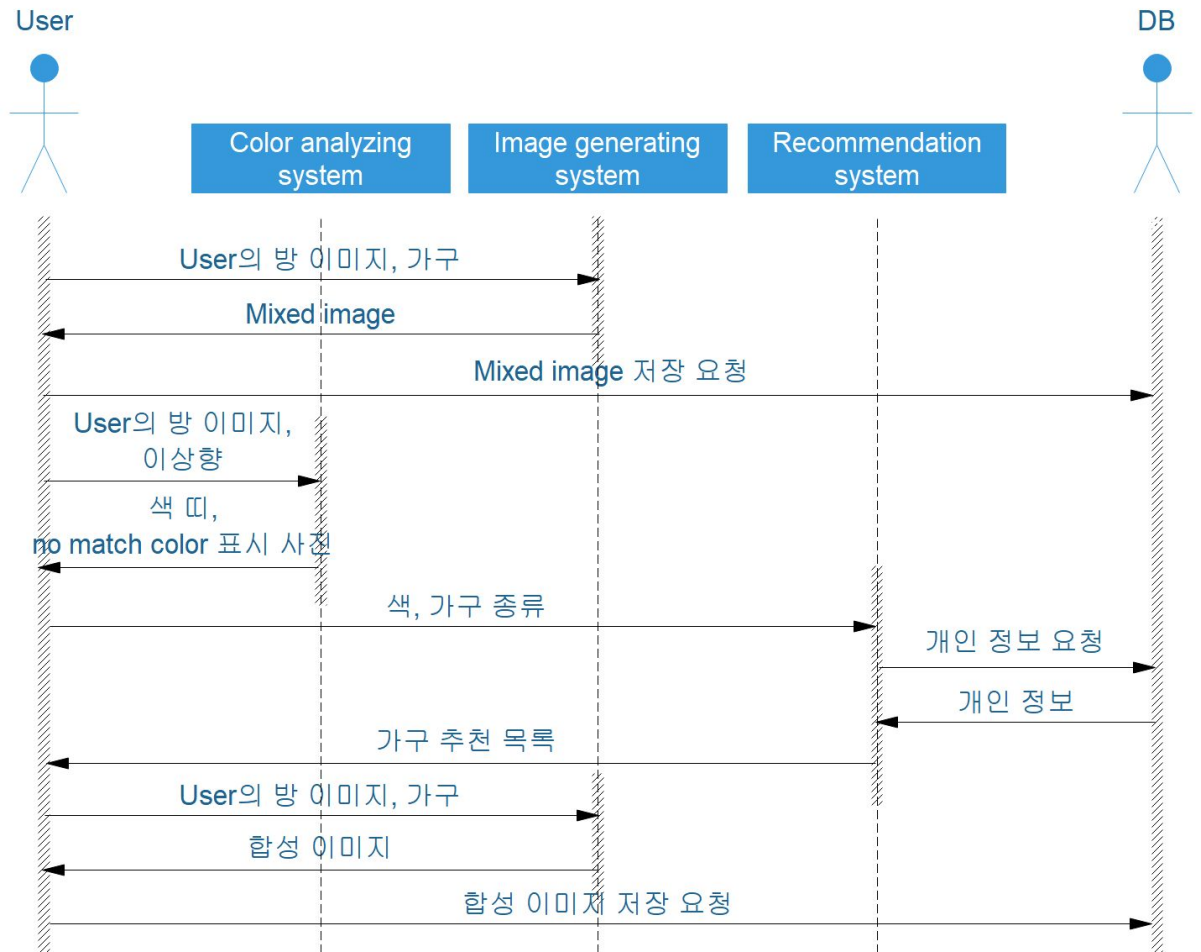 User
DB
Color analyzing
system
Image generating
system
Recommendation
system
User의 방 이미지, 가구
Mixed image
Mixed image 저장 요청
User의 방 이미지,
이상향
색 띠,
no match color 표시 사진
색, 가구 종류
개인 정보 요청
개인 정보
가구 추천 목록
User의 방 이미지, 가구
합성 이미지
합성 이미지 저장 요청